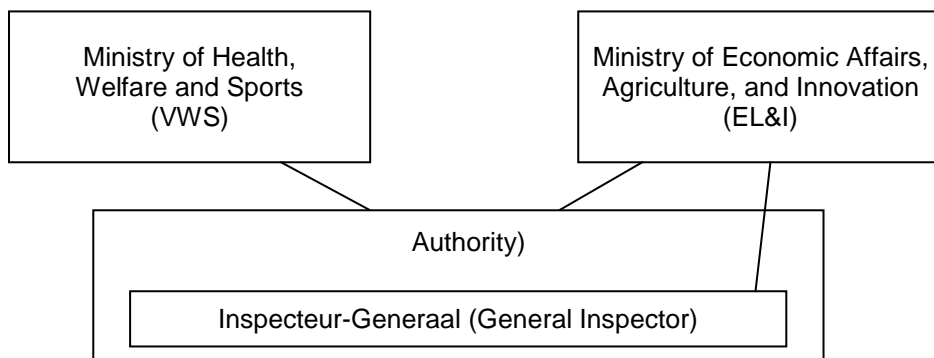 Ministry of Health,
Welfare and Sports
(VWS)
Ministry of Economic Affairs,
Agriculture, and Innovation
(EL&I)
Authority)
Inspecteur-Generaal (General Inspector)